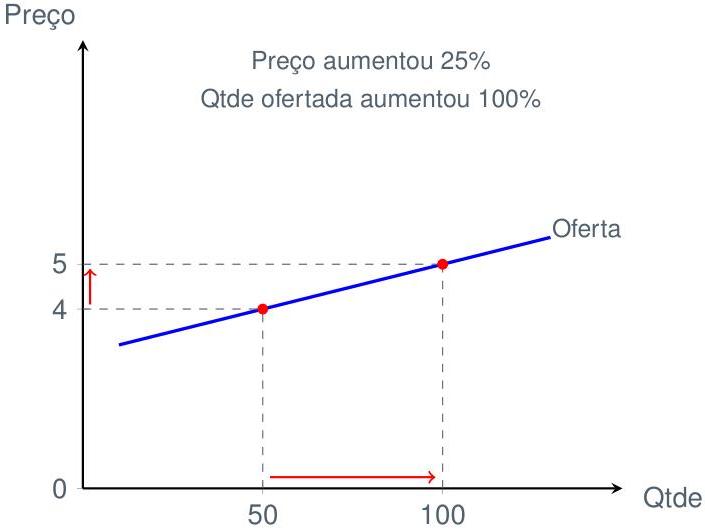 Preço
Preço aumentou 25%
Qtde ofertada aumentou 100%
Oferta
5
4
0
50
100
Qtde